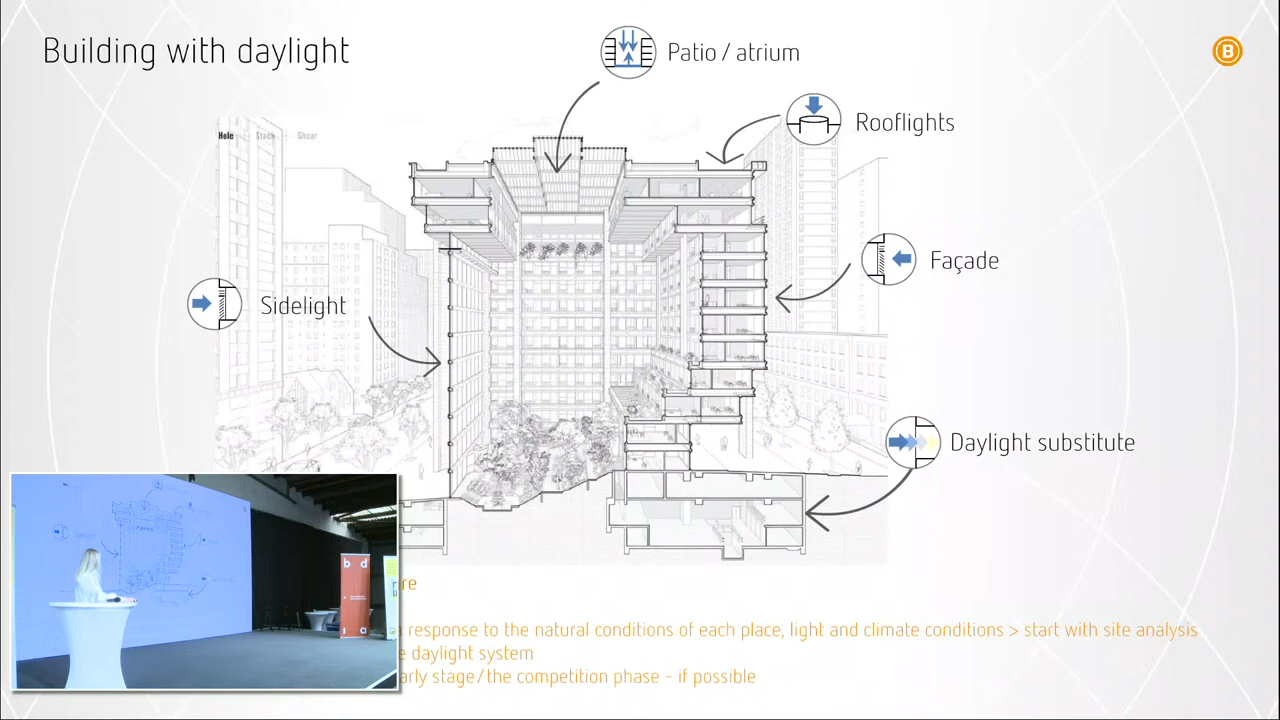 Building with daylight
Patio / atrium
B
Rooflights
Hole Stack Shear
Façade
Sidelight
Daylight substitute
re
response to the natural conditions of each place, light and climate conditions > start with site analysis
e daylight system
arly stage/the competition phase - if possible
b d
l a